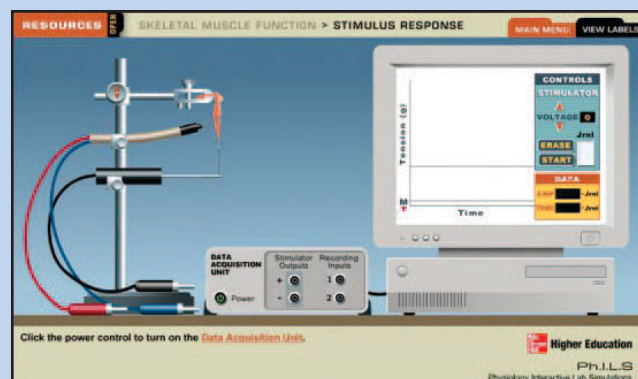 RESOURCES OPEN SKELETAL MUSCLE FUNCTION > STIMULUS RESPONSE MAIN MENU VIEW LABELS
CONTROLS
STIMULATOR
VOLTAGE 0
Jrnl
ERASE
START
DATA
Jrnl
Jrnl
Tension (g)
M
T
Time
DATA
ACQUISITION
UNIT
Power
Stimulator
Outputs
+
-
Recording
Inputs
1
2
Click the power control to turn on the Data Acquisition Unit.
Higher Education
Ph.I.L.S
Physiology Interactive Lab Simulations